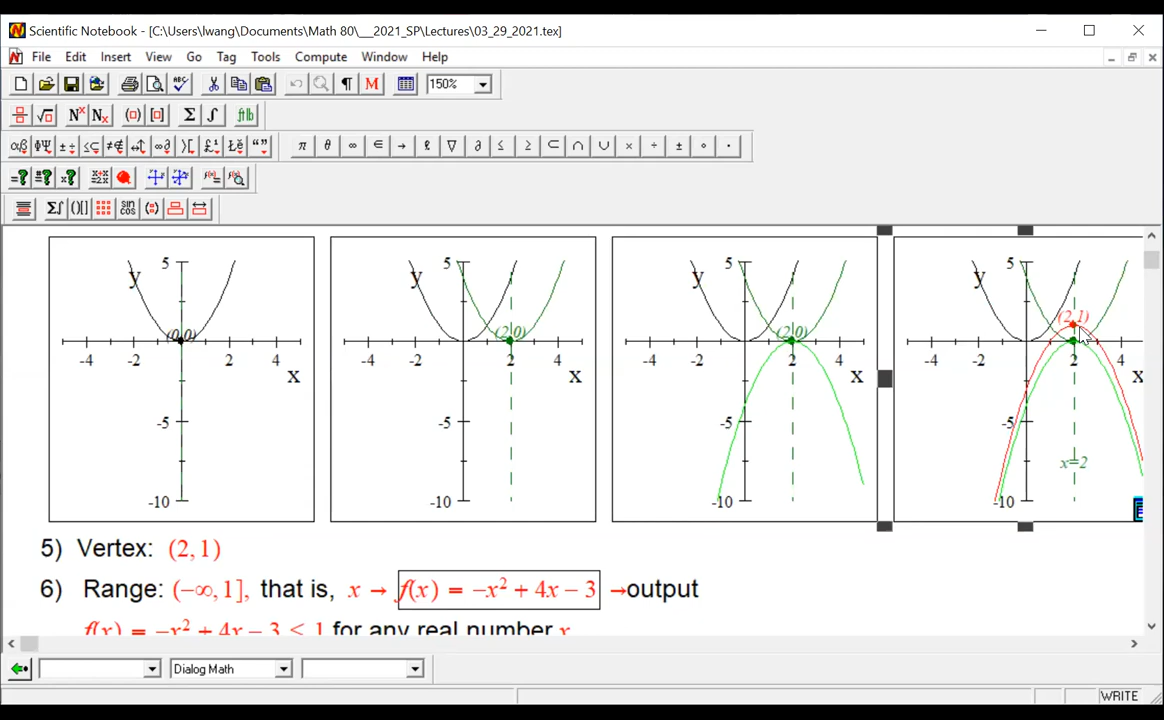 Scientific Notebook - [C:\Users\lwang\Documents\Math 80\__2021_SP\Lectures\03_29_2021.tex]
File Edit Insert View Go Tag Tools Compute Window Help
150%
π θ ∞ ∈ → ℓ ∇ ∂ ≤ ≥ ⊂ ∩ ∪ × ÷ ± ∘ ·
y 5 y 5 y 5 y 5
(0,0) (2,0) (2,0) (2,1)
-4 -2 2 4 -4 -2 2 4 -4 -2 2 4 -4 -2 2 4
x x x x
-5 -5 -5 -5
x=2
-10 -10 -10 -10
5) Vertex: (2,1)
6) Range: (−∞,1], that is, x → f(x) = −x² + 4x − 3 →output
f(x) = −x² + 4x − 3 ≤ 1 for any real number x
Dialog Math
WRITE